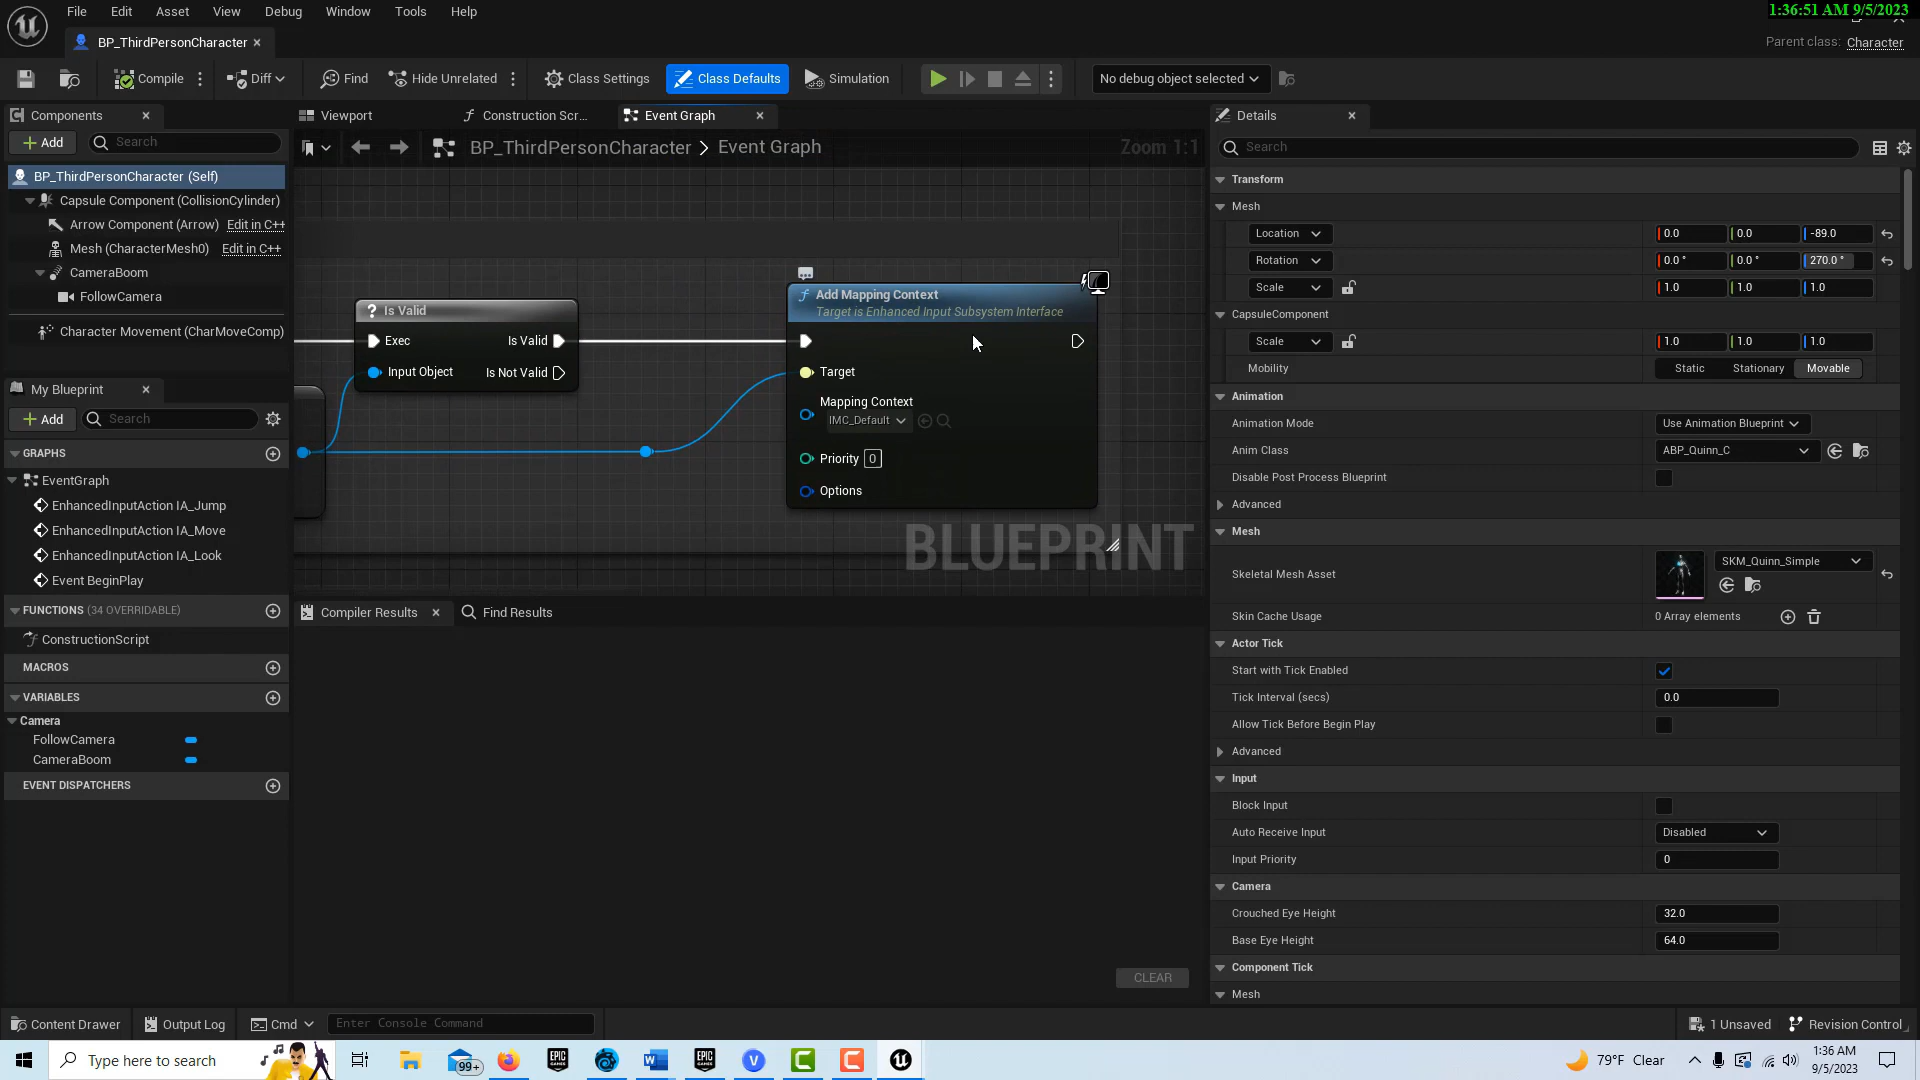 1:36:51 AM 9/5/2023
File Edit Asset View Debug Window Tools Help
BP_ThirdPersonCharacter
Parent class: Character
Compile Diff Find Hide Unrelated Class Settings Class Defaults Simulation No debug object selected
Components
Viewport
Construction Scr...
Event Graph
Details
Add
Search
BP_ThirdPersonCharacter > Event Graph
Zoom 1:1
Search
BP_ThirdPersonCharacter (Self)
Capsule Component (CollisionCylinder)
Arrow Component (Arrow) Edit in C++
Mesh (CharacterMesh0) Edit in C++
CameraBoom
FollowCamera
Character Movement (CharMoveComp)
My Blueprint
Add
Search
GRAPHS
EventGraph
EnhancedInputAction IA_Jump
EnhancedInputAction IA_Move
EnhancedInputAction IA_Look
Event BeginPlay
FUNCTIONS (34 OVERRIDABLE)
ConstructionScript
MACROS
VARIABLES
Camera
FollowCamera
CameraBoom
EVENT DISPATCHERS
? Is Valid
Exec Is Valid
Input Object Is Not Valid
f Add Mapping Context
Target is Enhanced Input Subsystem Interface
Target
Mapping Context
IMC_Default
Priority 0
Options
BLUEPRINT
Compiler Results
Find Results
CLEAR
Transform
Mesh
Location 0.0 0.0 -89.0
Rotation 0.0 ° 0.0 ° 270.0 °
Scale 1.0 1.0 1.0
CapsuleComponent
Scale 1.0 1.0 1.0
Mobility Static Stationary Movable
Animation
Animation Mode Use Animation Blueprint
Anim Class ABP_Quinn_C
Disable Post Process Blueprint
Advanced
Mesh
Skeletal Mesh Asset SKM_Quinn_Simple
Skin Cache Usage 0 Array elements
Actor Tick
Start with Tick Enabled
Tick Interval (secs) 0.0
Allow Tick Before Begin Play
Advanced
Input
Block Input
Auto Receive Input Disabled
Input Priority 0
Camera
Crouched Eye Height 32.0
Base Eye Height 64.0
Component Tick
Mesh
Content Drawer Output Log Cmd Enter Console Command 1 Unsaved Revision Control
Type here to search
99+
EPIC GAMES
EPIC GAMES
79°F Clear
1:36 AM
9/5/2023